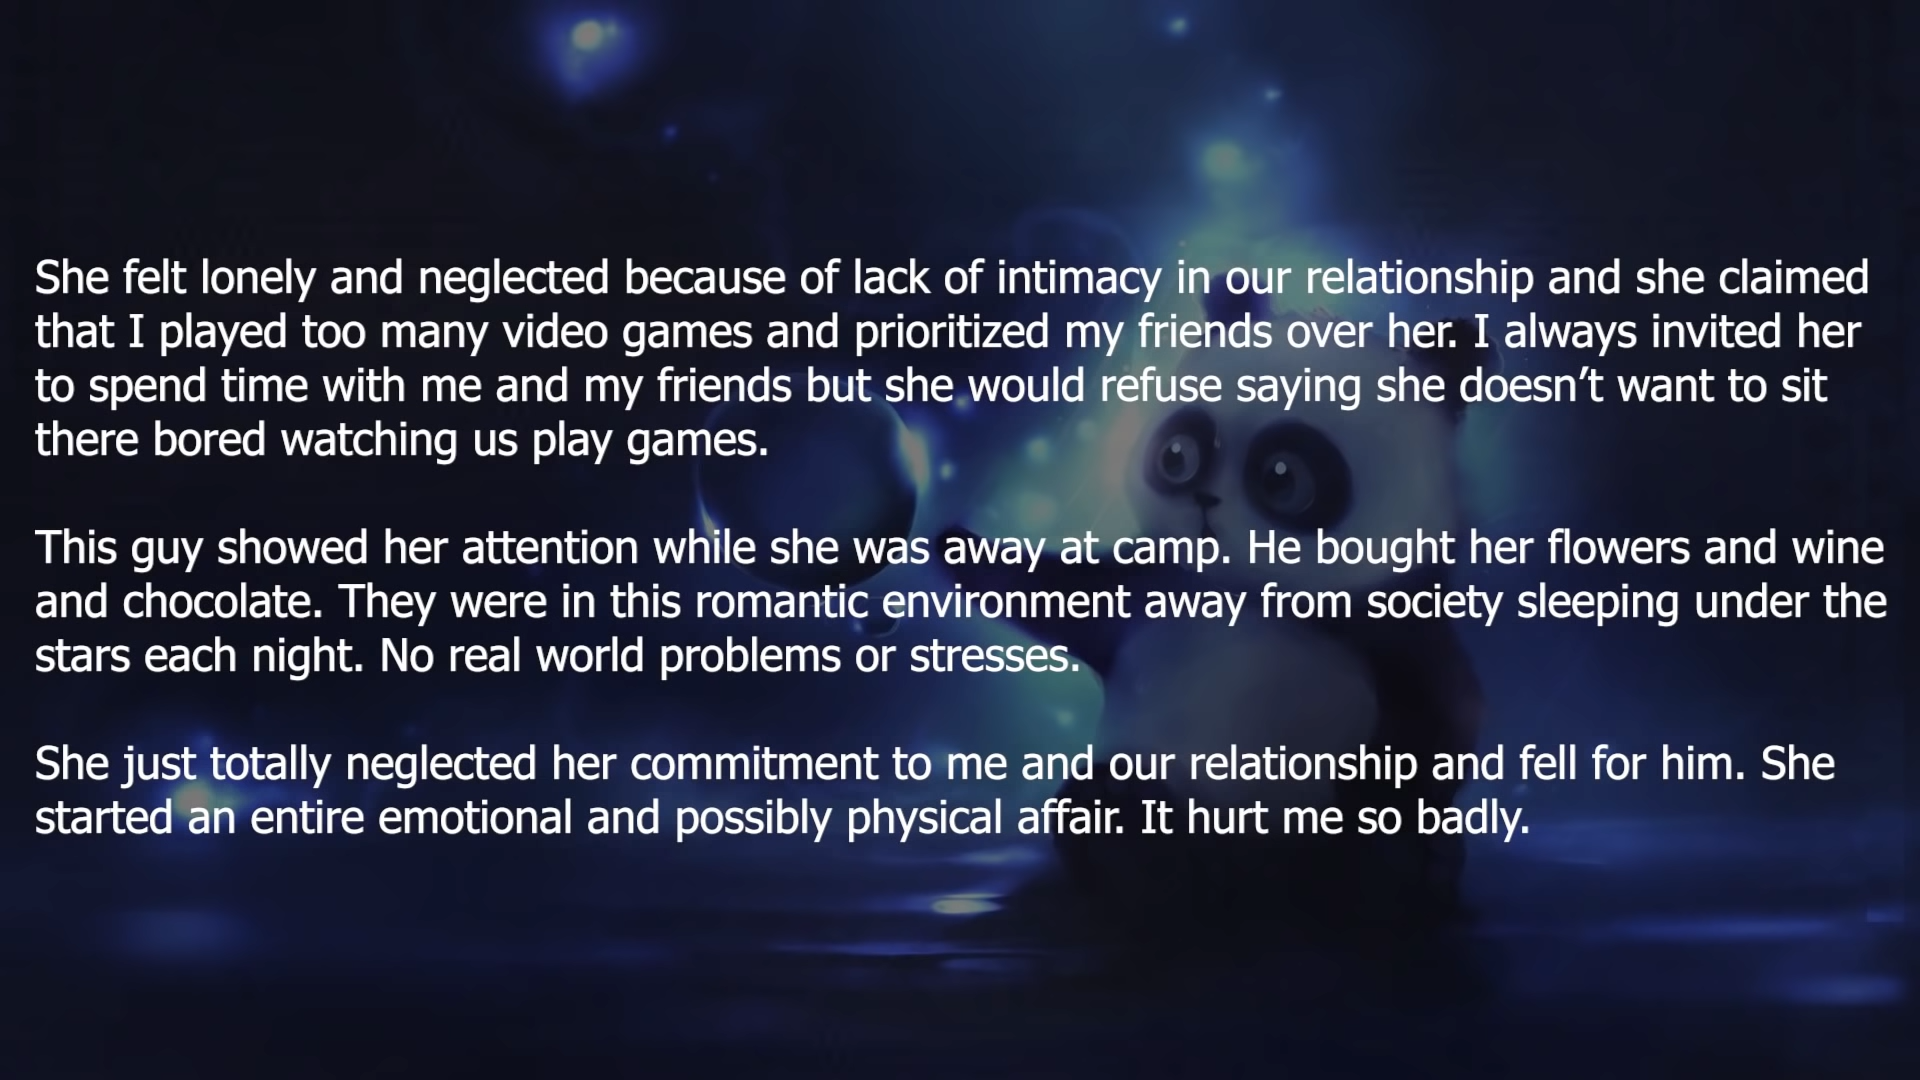 She felt lonely and neglected because of lack of intimacy in our relationship and she claimed
that I played too many video games and prioritized my friends over her. I always invited her
to spend time with me and my friends but she would refuse saying she doesn’t want to sit
there bored watching us play games.
This guy showed her attention while she was away at camp. He bought her flowers and wine
and chocolate. They were in this romantic environment away from society sleeping under the
stars each night. No real world problems or stresses.
She just totally neglected her commitment to me and our relationship and fell for him. She
started an entire emotional and possibly physical affair. It hurt me so badly.